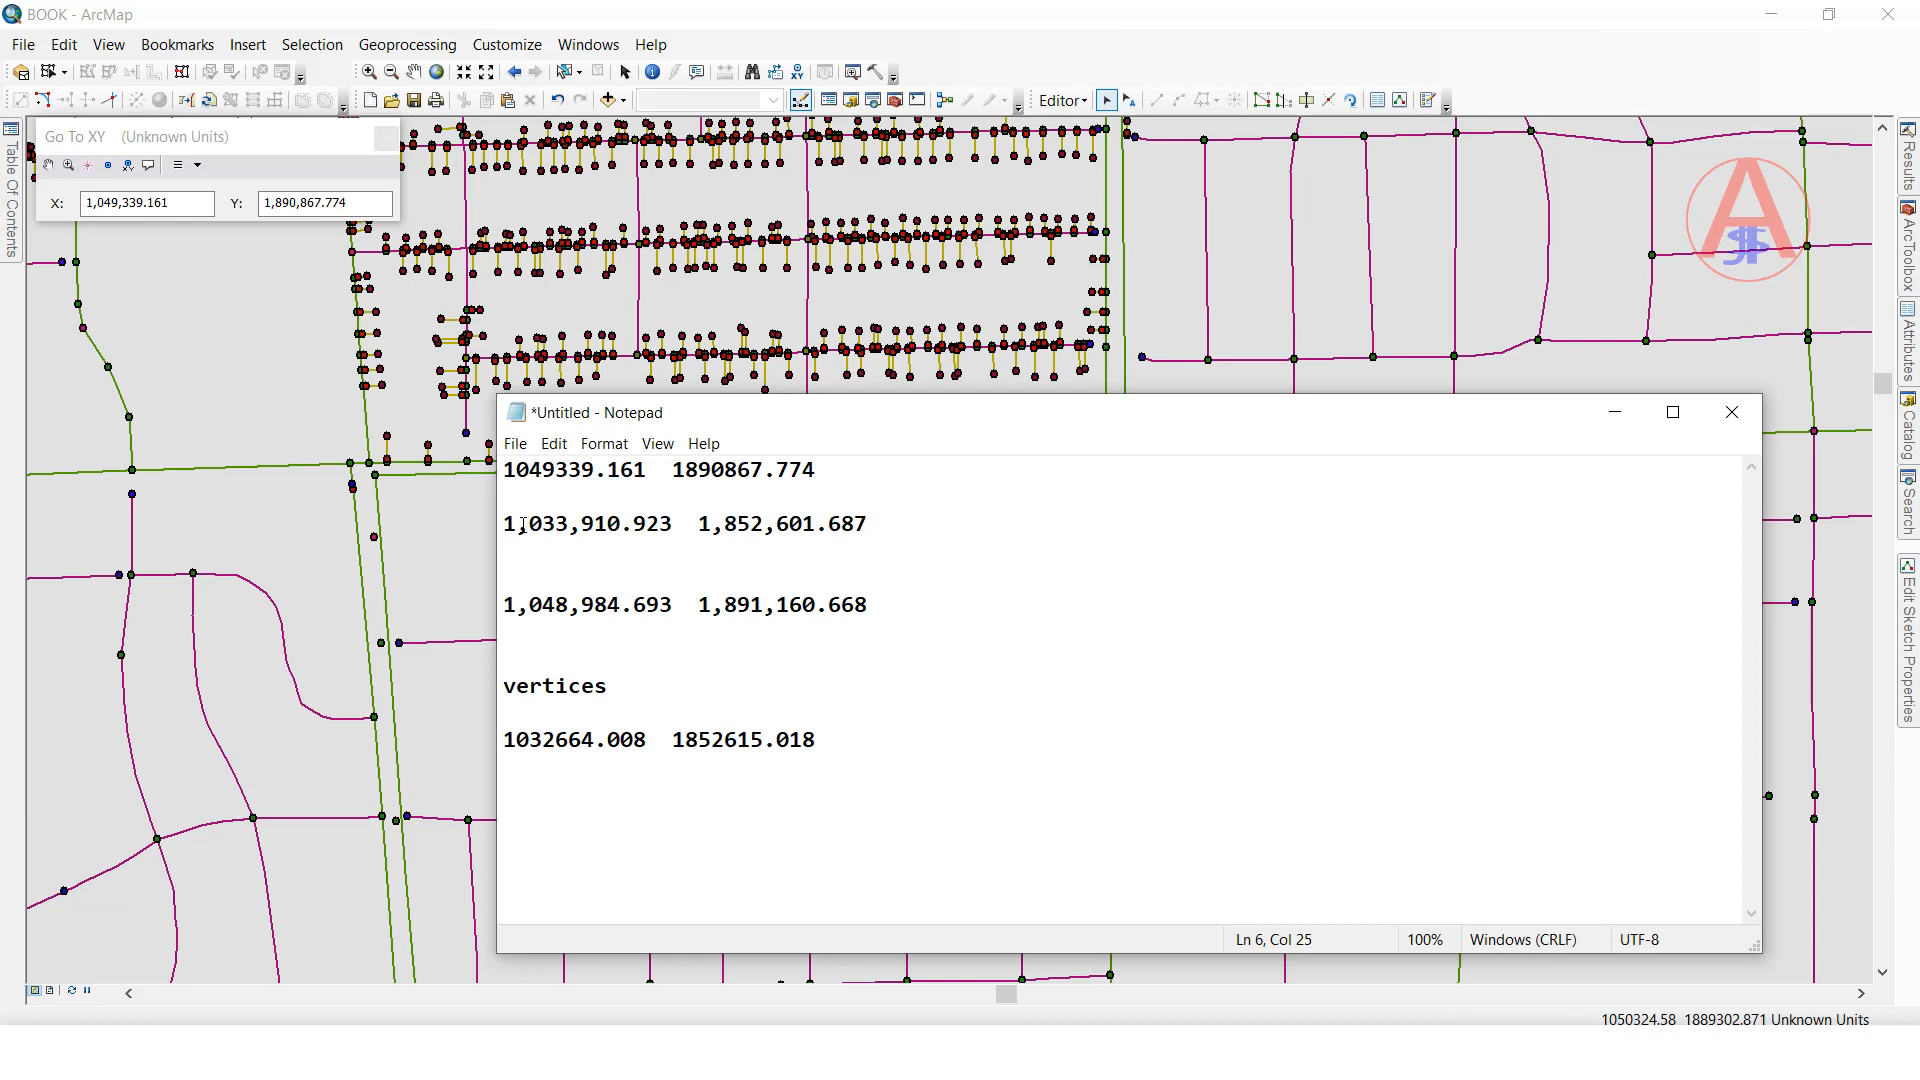 BOOK - ArcMap
File Edit View Bookmarks Insert Selection Geoprocessing Customize Windows Help
Editor
Go To XY (Unknown Units)
X: 1,049,339.161 Y: 1,890,867.774
Table Of Contents
Results
ArcToolbox
Attributes
Catalog
Search
Edit Sketch Properties
*Untitled - Notepad
File Edit Format View Help
1049339.161 1890867.774
1,033,910.923 1,852,601.687
1,048,984.693 1,891,160.668
vertices
1032664.008 1852615.018
Ln 6, Col 25 100% Windows (CRLF) UTF-8
1050324.58 1889302.871 Unknown Units